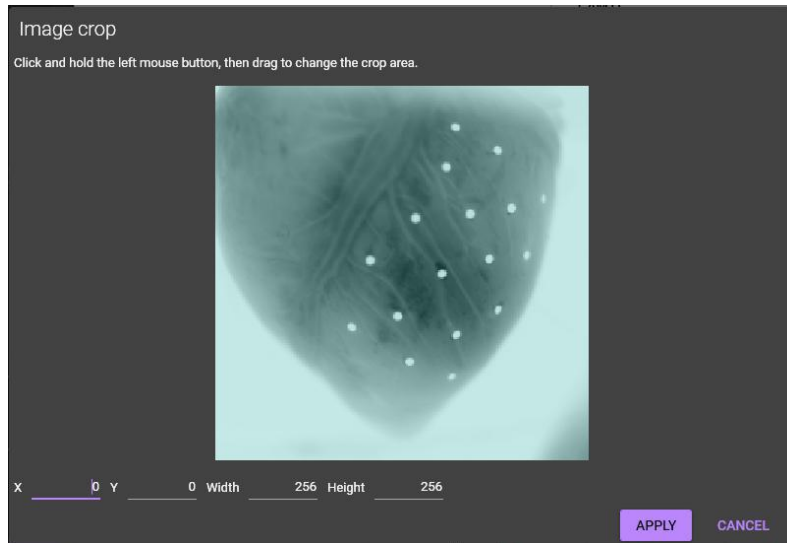 Image crop
Click and hold the left mouse button, then drag to change the crop area.
X 0 Y 0 Width 256 Height 256
APPLY CANCEL